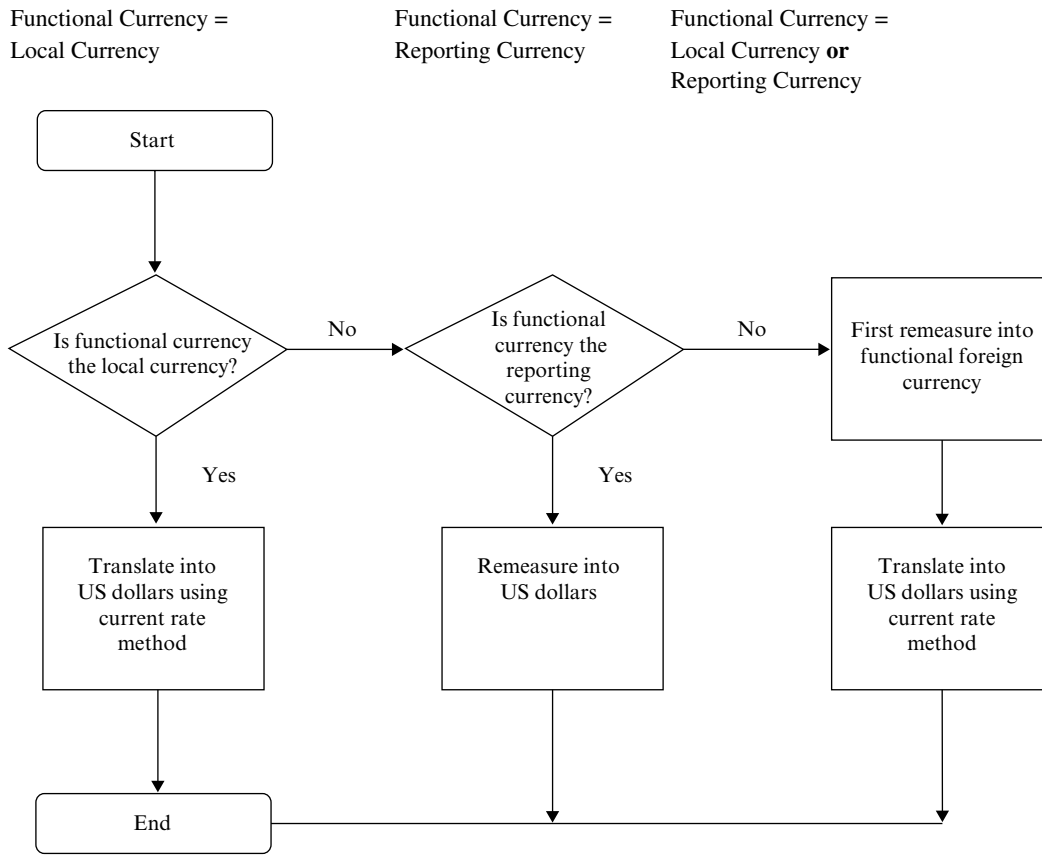 Functional Currency =
Local Currency
Functional Currency =
Reporting Currency
Functional Currency =
Local Currency or
Reporting Currency
Start
Is functional currency
the local currency?
No
Is functional
currency the
reporting
currency?
No
First remeasure into
functional foreign
currency
Yes
Yes
Translate into
US dollars using
current rate
method
Remeasure into
US dollars
Translate into
US dollars using
current rate
method
End